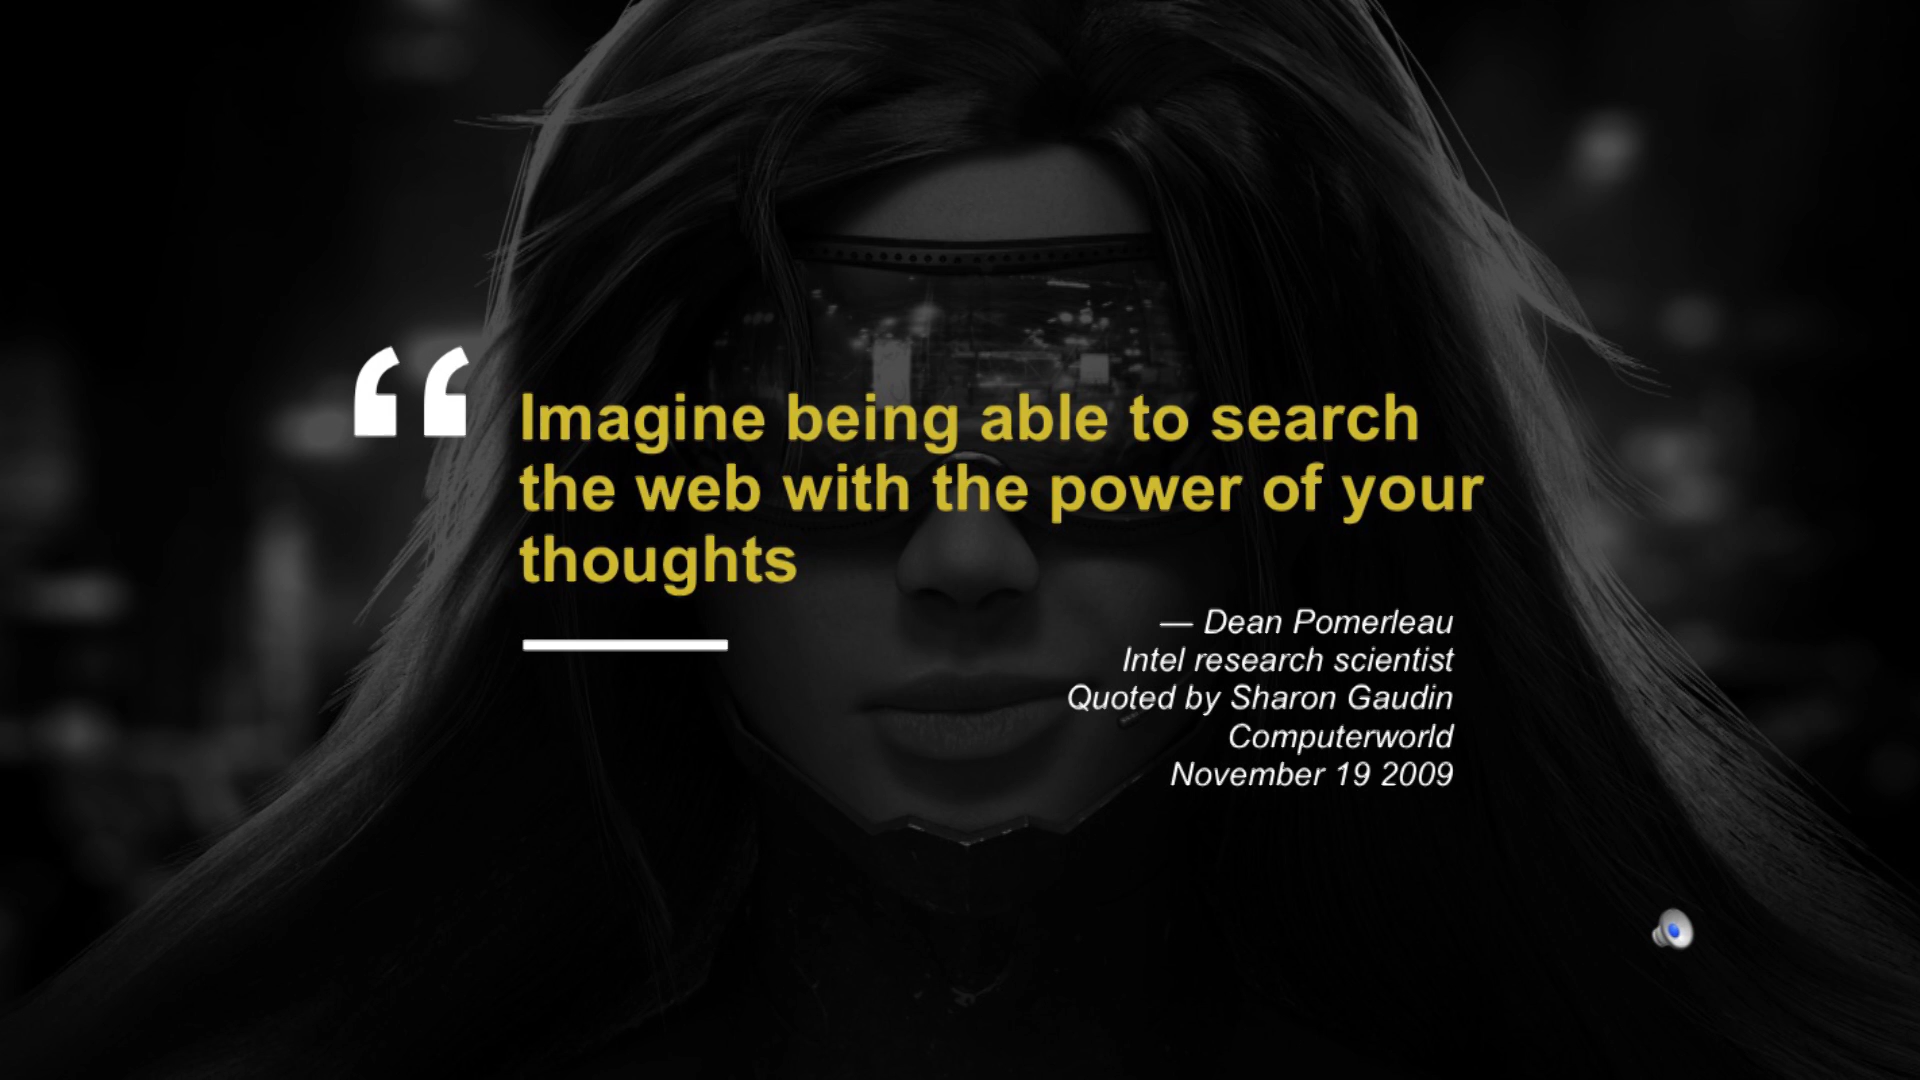 “ Imagine being able to search
the web with the power of your
thoughts
— Dean Pomerleau
Intel research scientist
Quoted by Sharon Gaudin
Computerworld
November 19 2009